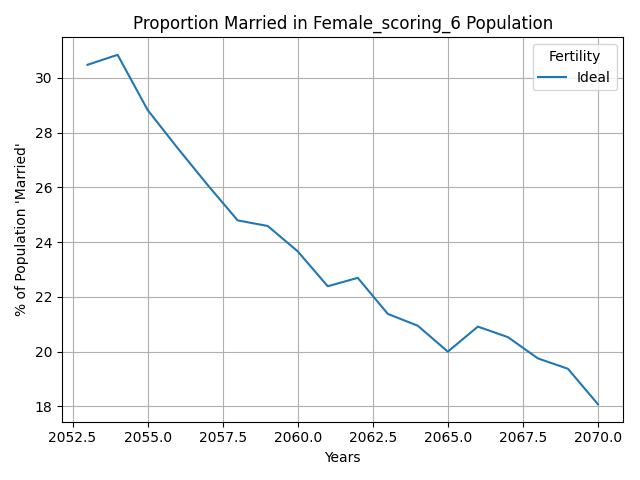 Proportion Married in Female_scoring_6 Population
Fertility
Ideal
% of Population 'Married'
30
28
26
24
22
20
18
2052.5 2055.0 2057.5 2060.0 2062.5 2065.0 2067.5 2070.0
Years